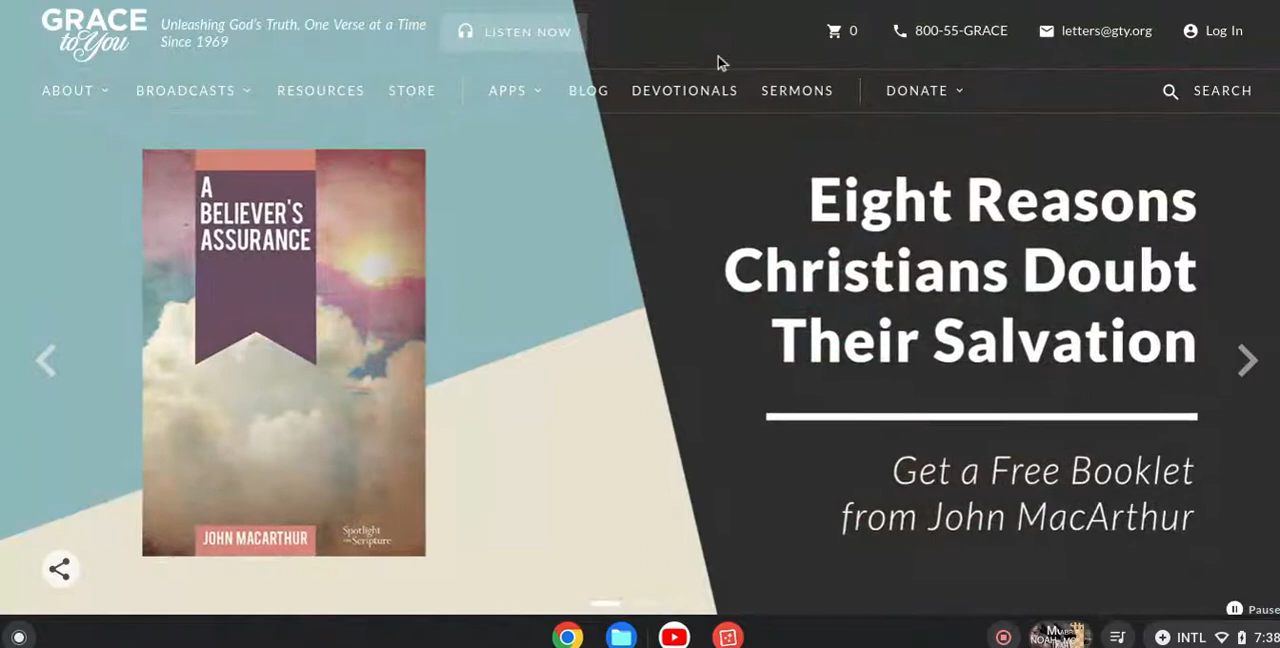 GRACE
to You
Unleashing God's Truth, One Verse at a Time
Since 1969
LISTEN NOW
0
800-55-GRACE
letters@gty.org
Log In
ABOUT
BROADCASTS
RESOURCES
STORE
APPS
BLOG
DEVOTIONALS
SERMONS
DONATE
SEARCH
A
BELIEVER'S
ASSURANCE
JOHN MACARTHUR
Spotlight
Scripture
Eight Reasons
Christians Doubt
Their Salvation
Get a Free Booklet
from John MacArthur
Pause
INTL
7:38